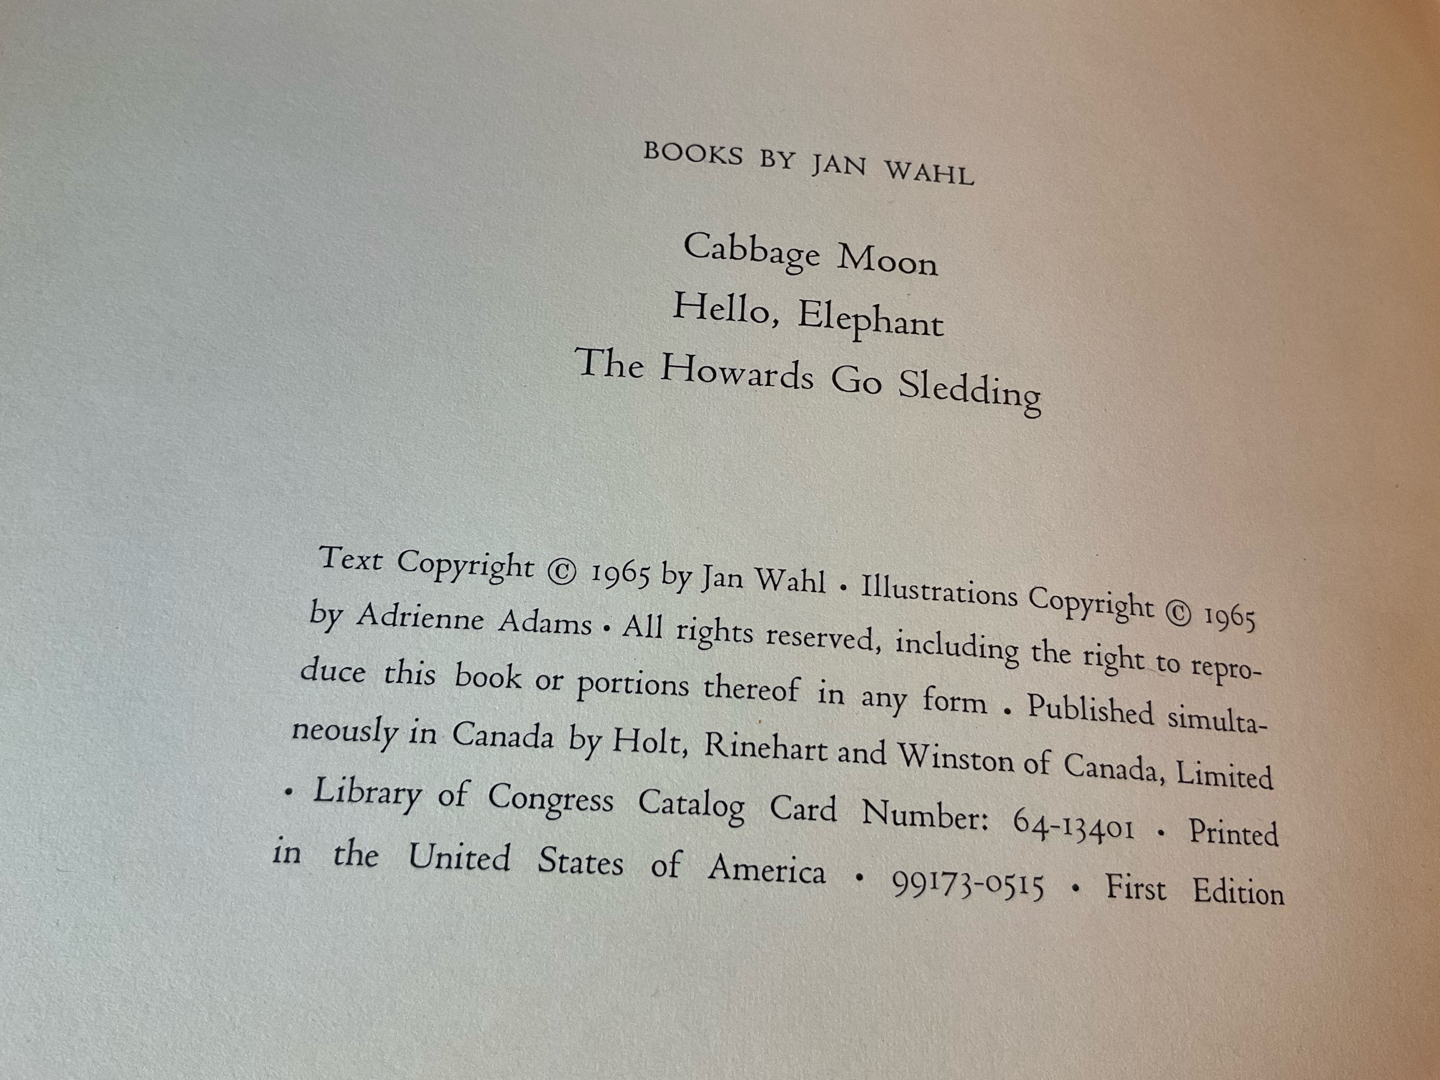 BOOKS BY JAN WAHL
Cabbage Moon
Hello, Elephant
The Howards Go Sledding
Text Copyright © 1965 by Jan Wahl • Illustrations Copyright © 1965
by Adrienne Adams • All rights reserved, including the right to repro-
duce this book or portions thereof in any form • Published simulta-
neously in Canada by Holt, Rinehart and Winston of Canada, Limited
• Library of Congress Catalog Card Number: 64-13401 • Printed
in the United States of America • 99173-0515 • First Edition